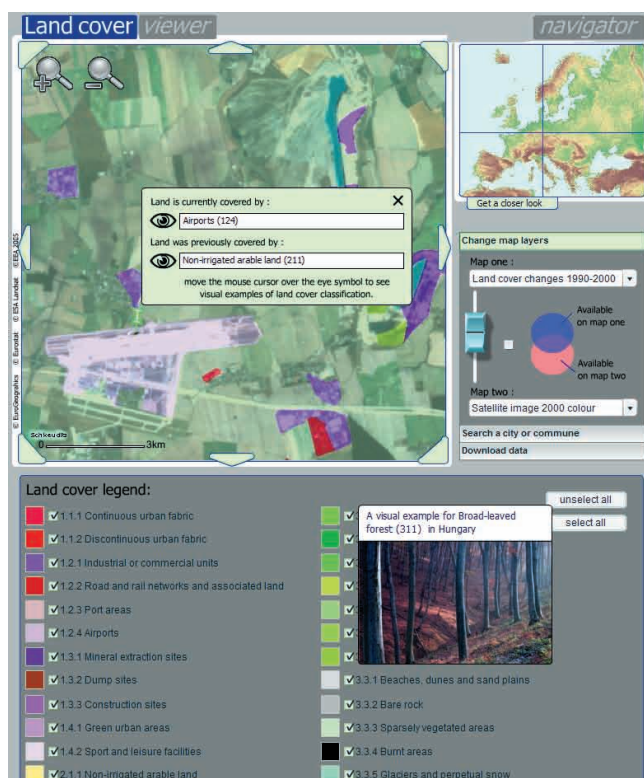 Land cover viewer
navigator
Land is currently covered by :
Airports (124)
Land was previously covered by :
Non-irrigated arable land (211)
move the mouse cursor over the eye symbol to see
visual examples of land cover classification.
© EuroGeographics © Eurostat © ESA Landsat ©EEA 2005
Schkeuditz
0 3km
Get a closer look
Change map layers
Map one :
Land cover changes 1990-2000
Available
on map one
Available
on map two
Map two :
Satellite image 2000 colour
Search a city or commune
Download data
Land cover legend:
unselect all
select all
1.1.1 Continuous urban fabric
1.1.2 Discontinuous urban fabric
1.2.1 Industrial or commercial units
1.2.2 Road and rail networks and associated land
1.2.3 Port areas
1.2.4 Airports
1.3.1 Mineral extraction sites
1.3.2 Dump sites
1.3.3 Construction sites
1.4.1 Green urban areas
1.4.2 Sport and leisure facilities
2.1.1 Non-irrigated arable land
A visual example for Broad-leaved
forest (311) in Hungary
3.3.1 Beaches, dunes and sand plains
3.3.2 Bare rock
3.3.3 Sparsely vegetated areas
3.3.4 Burnt areas
3.3.5 Glaciers and perpetual snow